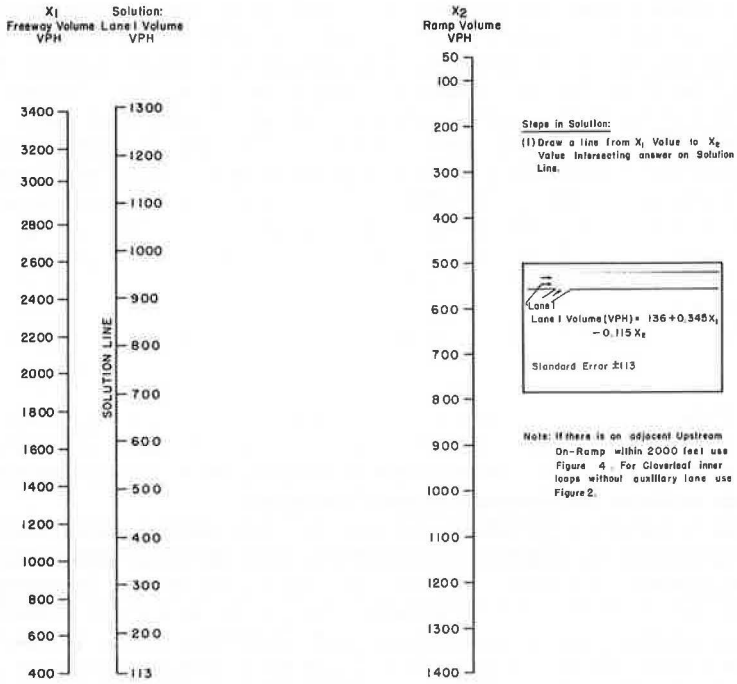 X1
Freeway Volume
VPH
Solution:
Lane 1 Volume
VPH
X2
Ramp Volume
VPH
3400
3200
3000
2800
2600
2400
2200
2000
1800
1600
1400
1200
1000
800
600
400
SOLUTION LINE
1300
1200
1100
1000
900
800
700
600
500
400
300
200
113
50
100
200
300
400
500
600
700
800
900
1000
1100
1200
1300
1400
Steps in Solution:
(1) Draw a line from X1 Value to X2
Value Intersecting answer on Solution
Line.
Lane 1
Lane 1 Volume (VPH) = 136 + 0.345X1
- 0.115 X2
Standard Error ±113
Note: If there is an adjacent Upstream
On-Ramp within 2000 feet use
Figure 4. For Cloverleaf inner
loops without auxiliary lane use
Figure 2.